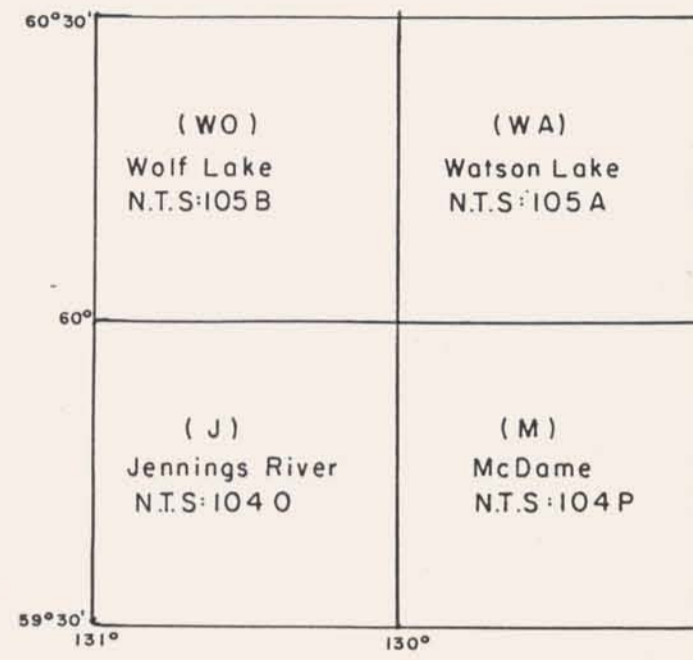 60°30'
(WO)
Wolf Lake
N.T.S:105 B
(WA)
Watson Lake
N.T.S:105 A
60°
(J)
Jennings River
N.T.S:104 O
(M)
McDame
N.T.S:104 P
59°30'
131°
130°